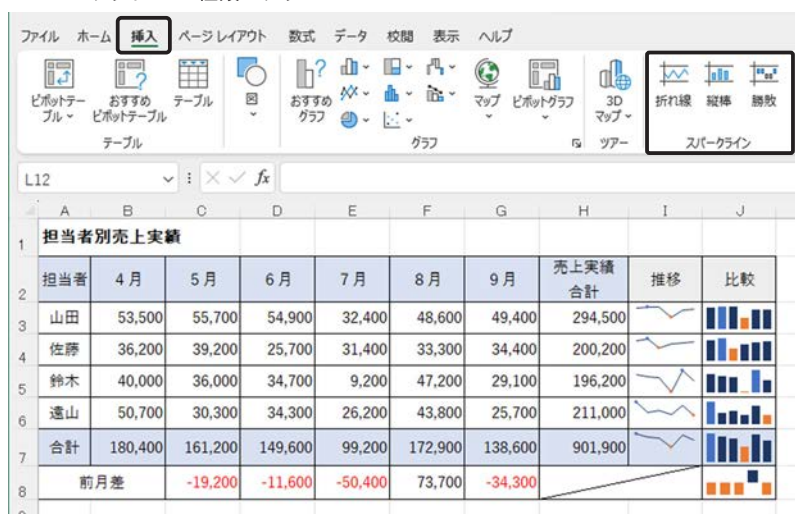 ファイル ホーム 挿入 ページ レイアウト 数式 データ 校閲 表示 ヘルプ
ピボットテーブル おすすめピボットテーブル テーブル おすすめグラフ マップ ピボットグラフ 3Dマップ 折れ線 縦棒 勝敗
テーブル グラフ ツアー スパークライン
L12 fx
A B C D E F G H I J
1 担当者別売上実績
2 担当者 4月 5月 6月 7月 8月 9月 売上実績合計 推移 比較
3 山田 53,500 55,700 54,900 32,400 48,600 49,400 294,500
4 佐藤 36,200 39,200 25,700 31,400 33,300 34,400 200,200
5 鈴木 40,000 36,000 34,700 9,200 47,200 29,100 196,200
6 遠山 50,700 30,300 34,300 26,200 43,800 25,700 211,000
7 合計 180,400 161,200 149,600 99,200 172,900 138,600 901,900
8 前月差 -19,200 -11,600 -50,400 73,700 -34,300